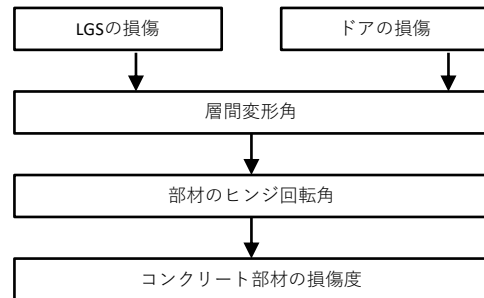 LGSの損傷
ドアの損傷
層間変形角
部材のヒンジ回転角
コンクリート部材の損傷度